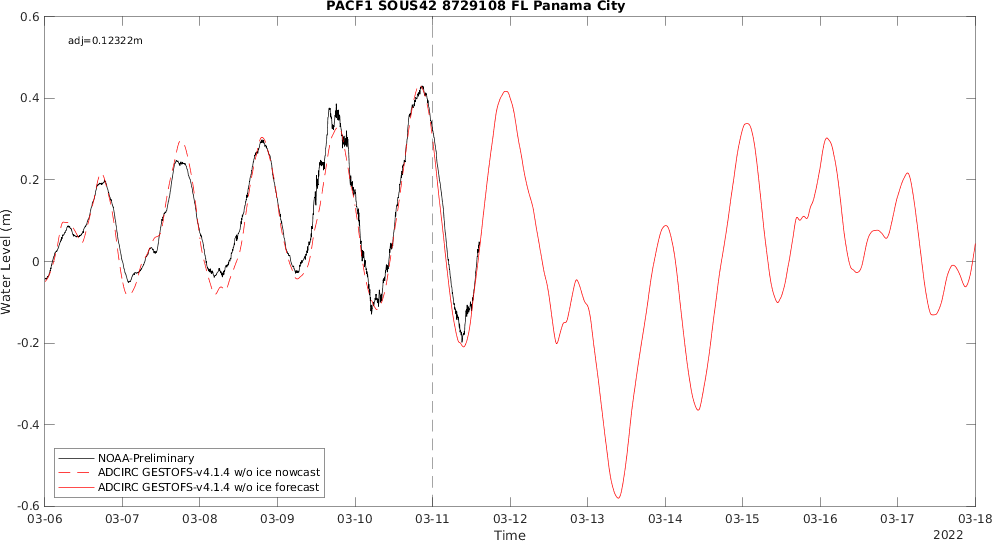 PACF1 SOUS42 8729108 FL Panama City
adj=0.12322m
0.6
0.4
0.2
0
-0.2
-0.4
-0.6
Water Level (m)
NOAA-Preliminary
ADCIRC GESTOFS-v4.1.4 w/o ice nowcast
ADCIRC GESTOFS-v4.1.4 w/o ice forecast
03-06 03-07 03-08 03-09 03-10 03-11 03-12 03-13 03-14 03-15 03-16 03-17 03-18
Time
2022